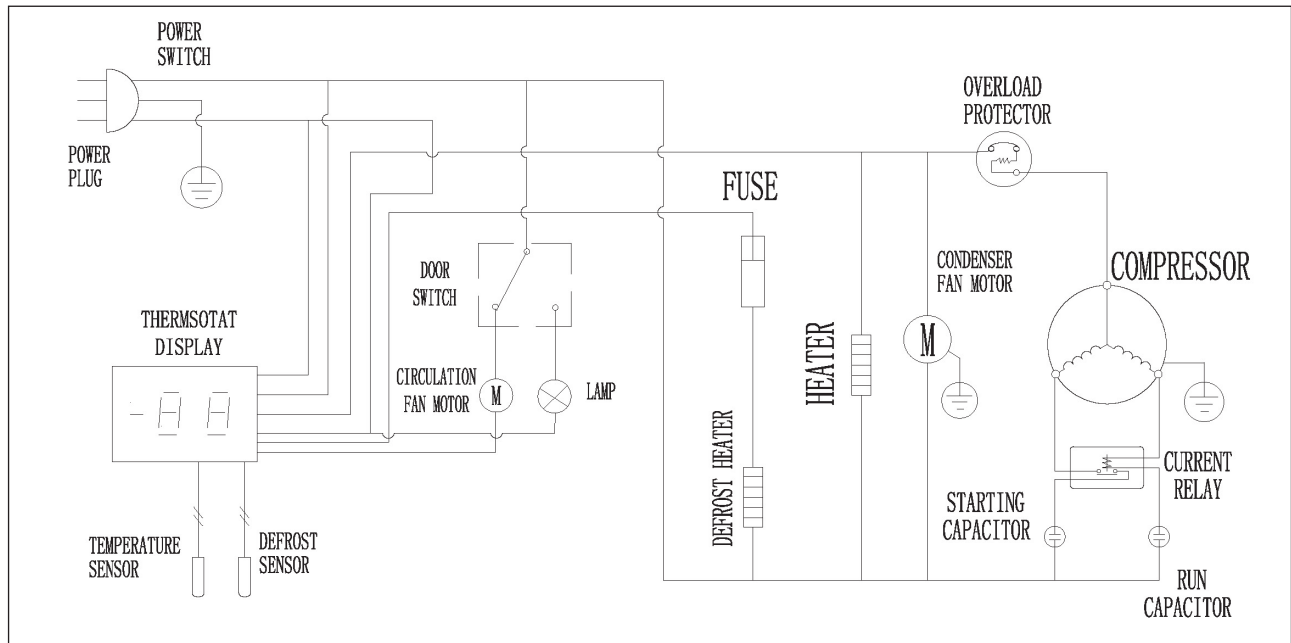 POWER
SWITCH
POWER
PLUG
OVERLOAD
PROTECTOR
FUSE
DOOR
SWITCH
CONDENSER
FAN MOTOR
COMPRESSOR
THERMSOTAT
DISPLAY
-88
CIRCULATION
FAN MOTOR
M
LAMP
HEATER
M
DEFROST HEATER
CURRENT
RELAY
STARTING
CAPACITOR
TEMPERATURE
SENSOR
DEFROST
SENSOR
RUN
CAPACITOR